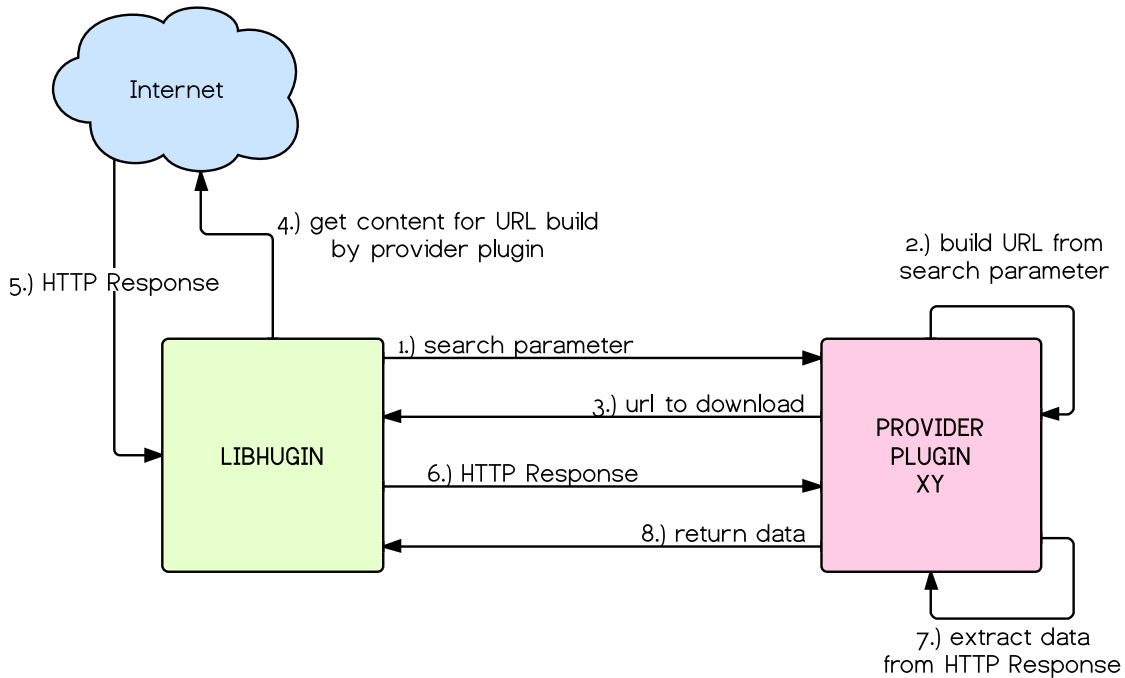 Internet
4.) get content for URL build
by provider plugin
2.) build URL from
search parameter
5.) HTTP Response
1.) search parameter
3.) url to download
PROVIDER
PLUGIN
XY
LIBHUGIN
6.) HTTP Response
8.) return data
7.) extract data
from HTTP Response